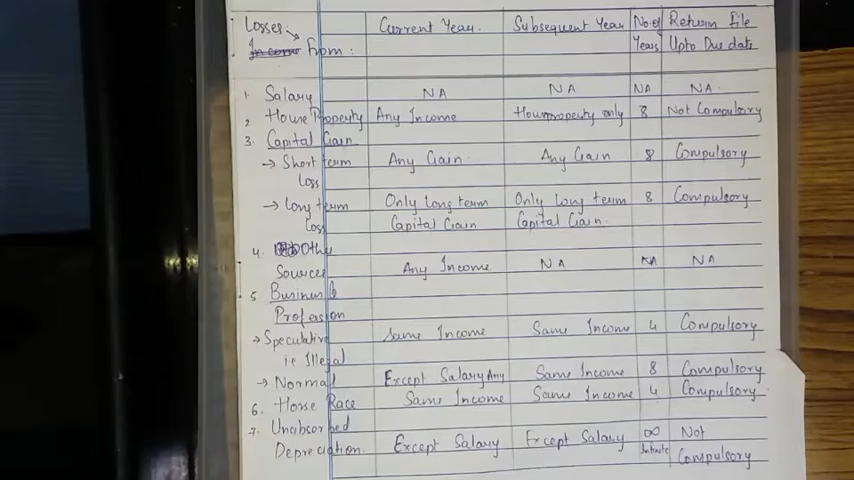 Losses Current Year. Subsequent Year No. of Return File
from: Years Upto Due date
1. Salary NA NA NA NA
2. House Property Any Income House property only 8 Not Compulsory
3. Capital Gain
→ Short term Any Gain Any Gain 8 Compulsory
Loss
→ Long term Only Long term Only Long term 8 Compulsory
Loss Capital Gain Capital Gain
4. Other
Sources Any Income NA NA NA
5. Business &
Profession
→ Speculative Same Income Same Income 4 Compulsory
ie Illegal
→ Normal Except Salary Any Same Income 8 Compulsory
6. Horse Race Same Income Same Income 4 Compulsory
7. Unabsorbed
Depreciation. Except Salary Except Salary ∞ Not
Infinite Compulsory